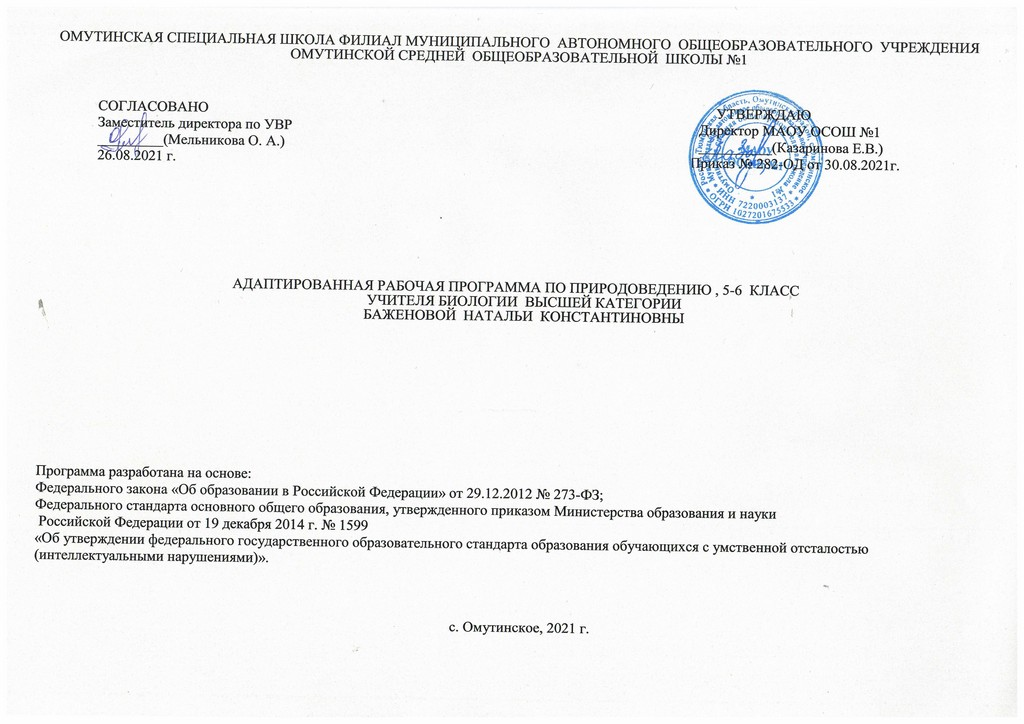 ОМУТИНСКАЯ СПЕЦИАЛЬНАЯ ШКОЛА ФИЛИАЛ МУНИЦИПАЛЬНОГО АВТОНОМНОГО ОБЩЕОБРАЗОВАТЕЛЬНОГО УЧРЕЖДЕНИЯ
ОМУТИНСКОЙ СРЕДНЕЙ ОБЩЕОБРАЗОВАТЕЛЬНОЙ ШКОЛЫ №1
СОГЛАСОВАНО
Заместитель директора по УВР
(Мельникова О. А.)
26.08.2021 г.
УТВЕРЖДАЮ
Директор МАОУ ОСОШ №1
(Казаринова Е.В.)
Приказ № 282-ОД от 30.08.2021г.
ИНН 7220003137
ОГРН 1027201675533
АДАПТИРОВАННАЯ РАБОЧАЯ ПРОГРАММА ПО ПРИРОДОВЕДЕНИЮ , 5-6 КЛАСС
УЧИТЕЛЯ БИОЛОГИИ ВЫСШЕЙ КАТЕГОРИИ
БАЖЕНОВОЙ НАТАЛЬИ КОНСТАНТИНОВНЫ
Программа разработана на основе:
Федерального закона «Об образовании в Российской Федерации» от 29.12.2012 № 273-ФЗ;
Федерального стандарта основного общего образования, утвержденного приказом Министерства образования и науки
Российской Федерации от 19 декабря 2014 г. № 1599
«Об утверждении федерального государственного образовательного стандарта образования обучающихся с умственной отсталостью
(интеллектуальными нарушениями)».
с. Омутинское, 2021 г.